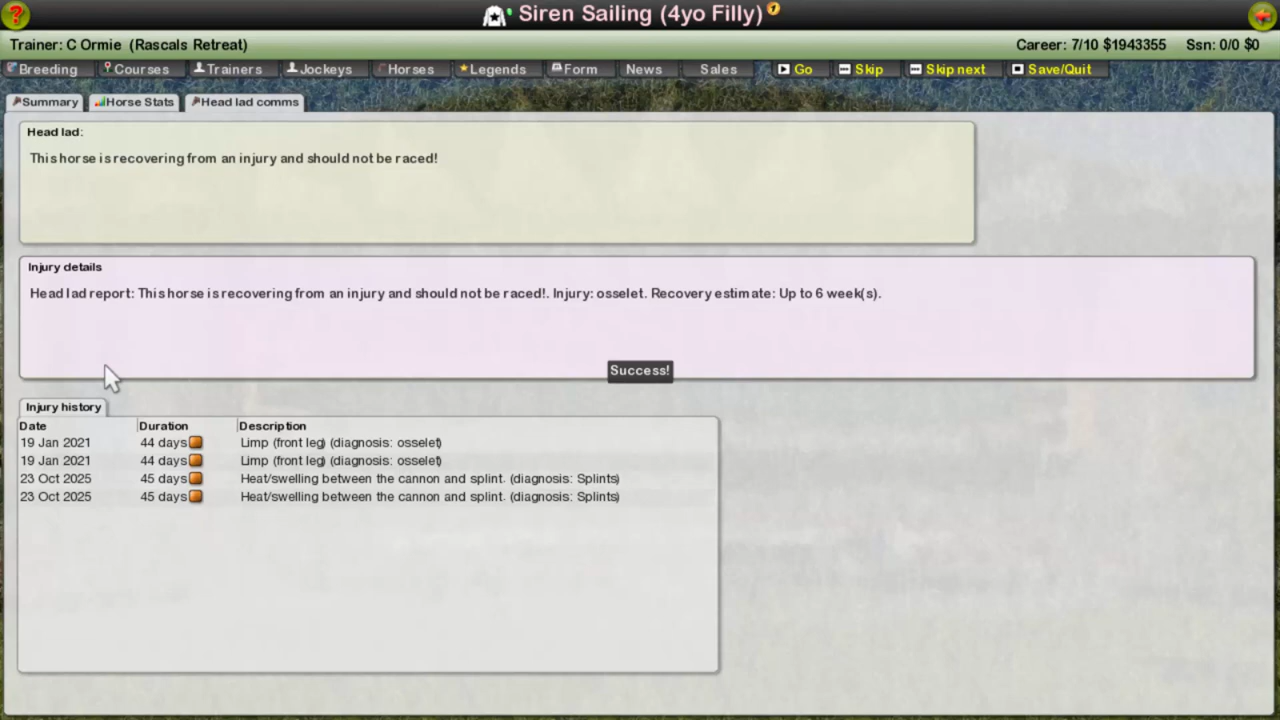 Siren Sailing (4yo Filly)
Trainer: C Ormie (Rascals Retreat) Career: 7/10 $1943355 Ssn: 0/0 $0
Breeding Courses Trainers Jockeys Horses Legends Form News Sales Go Skip Skip next Save/Quit
Summary Horse Stats Head lad comms
Head lad:
This horse is recovering from an injury and should not be raced!
Injury details
Head lad report: This horse is recovering from an injury and should not be raced!. Injury: osselet. Recovery estimate: Up to 6 week(s).
Success!
Injury history
Date Duration Description
19 Jan 2021 44 days Limp (front leg) (diagnosis: osselet)
19 Jan 2021 44 days Limp (front leg) (diagnosis: osselet)
23 Oct 2025 45 days Heat/swelling between the cannon and splint. (diagnosis: Splints)
23 Oct 2025 45 days Heat/swelling between the cannon and splint. (diagnosis: Splints)